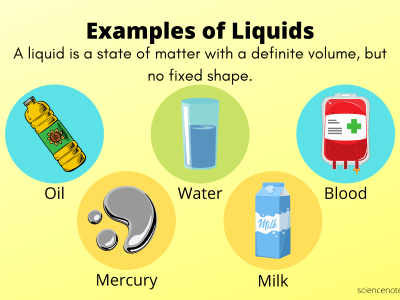 Examples of Liquids
A liquid is a state of matter with a definite volume, but
no fixed shape.
Oil
Water
Blood
Milk
Mercury
Milk
sciencenote